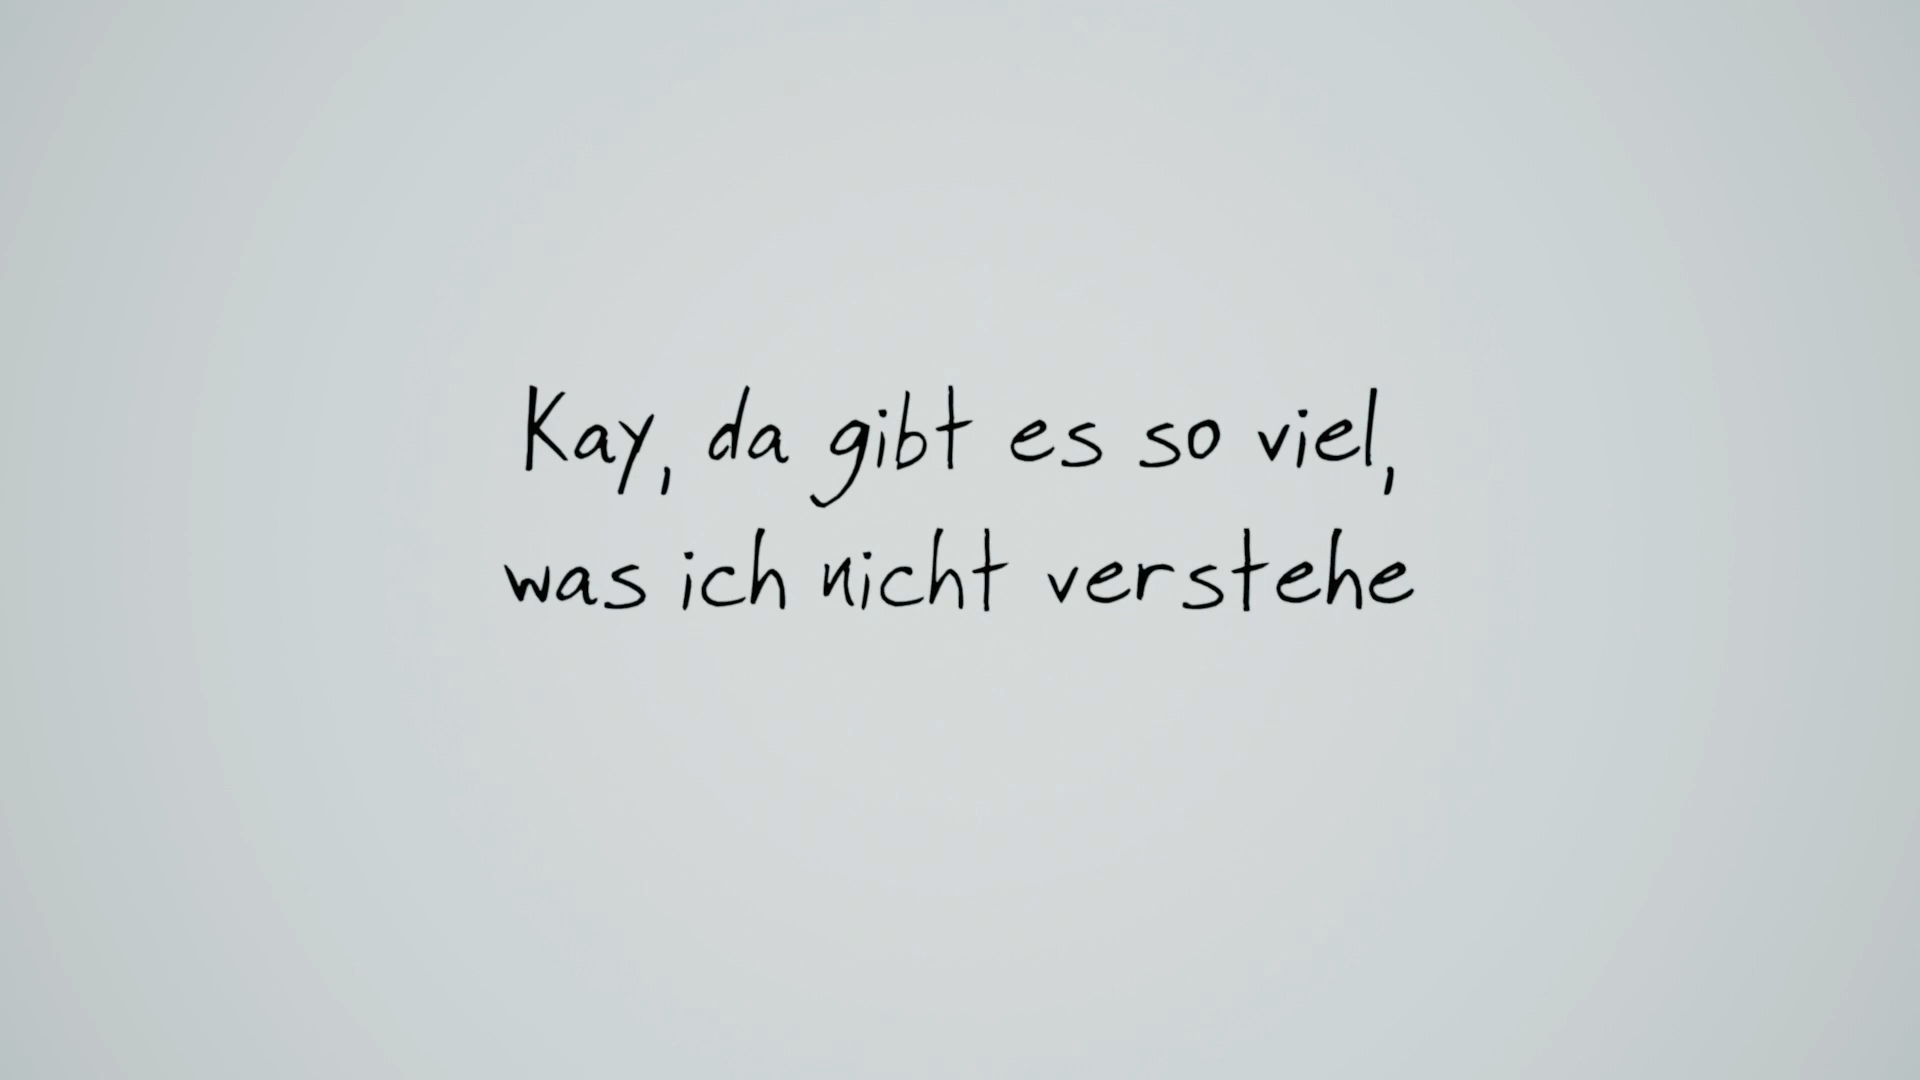 Kay, da gibt es so viel,
was ich nicht verstehe